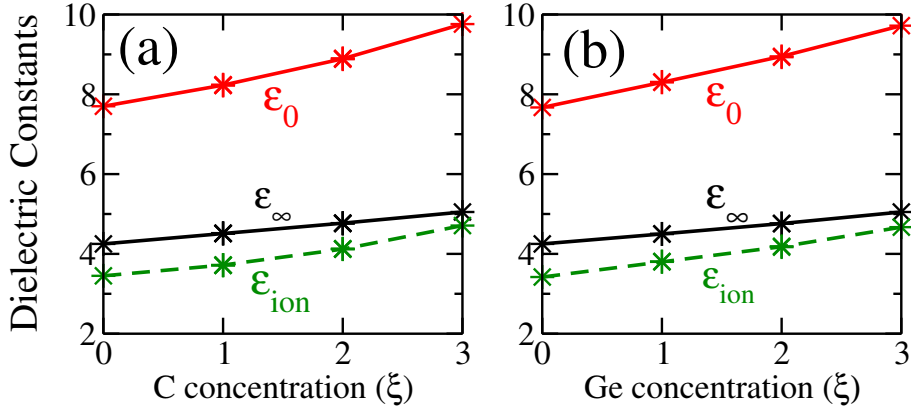 Dielectric Constants
(a)
10
8
6
4
2
ε₀
ε∞
εion
0 1 2 3
C concentration (ξ)
(b)
10
8
6
4
2
ε₀
ε∞
εion
0 1 2 3
Ge concentration (ξ)